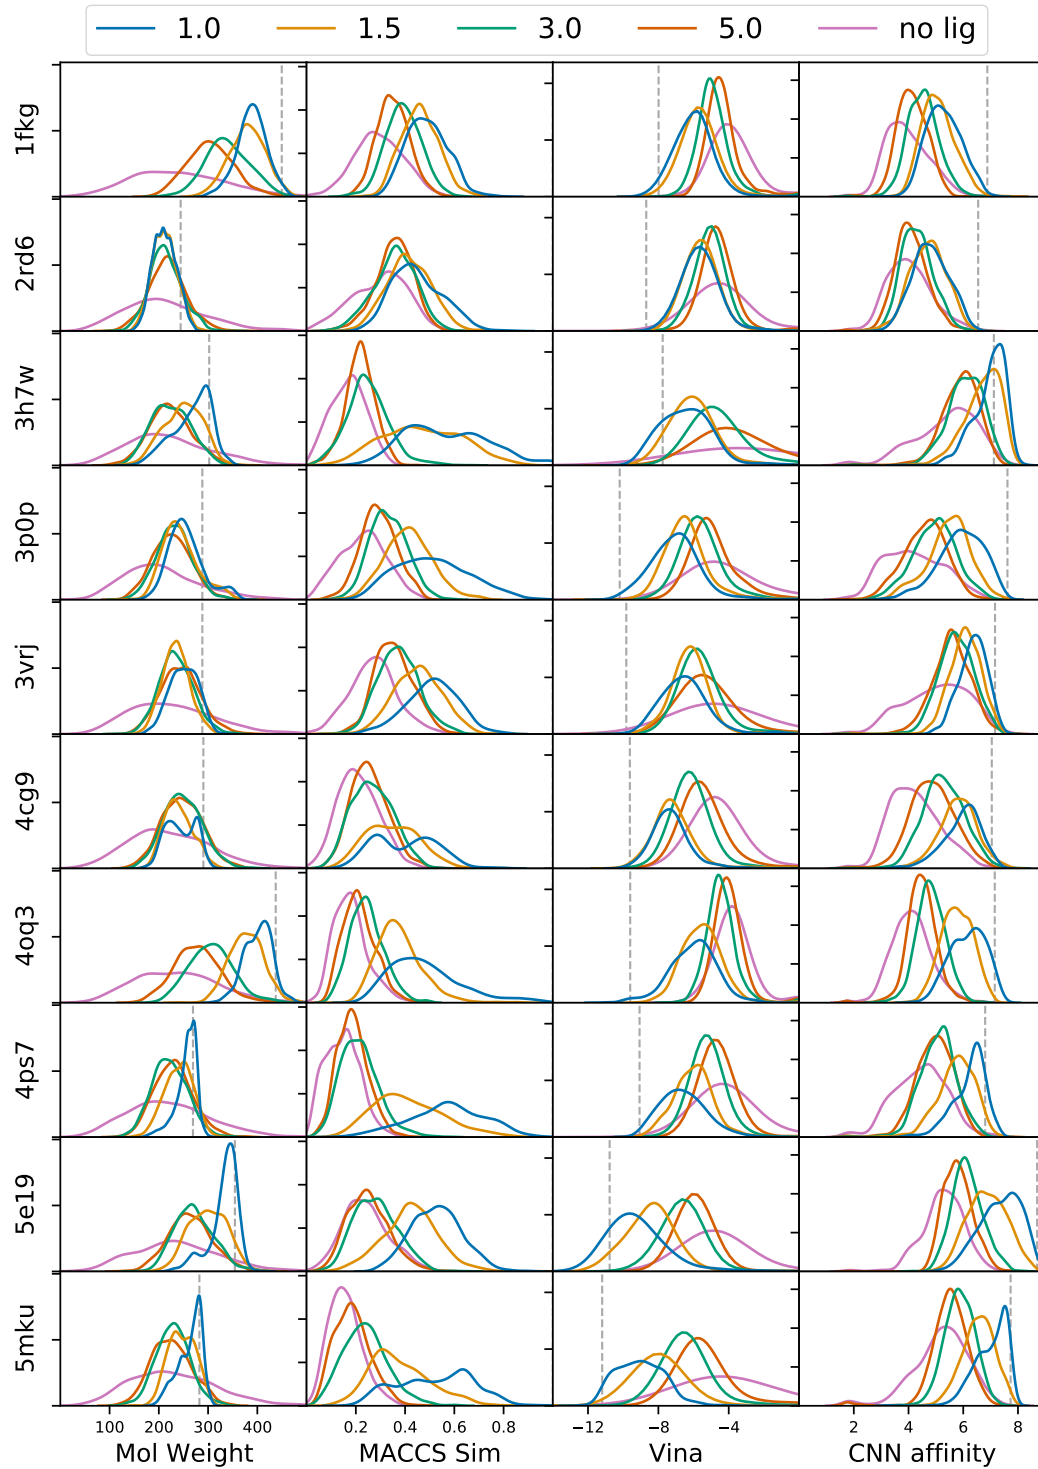 1.0 1.5 3.0 5.0 no lig
1fkg
2rd6
3h7w
3p0p
3vrj
4cg9
4oq3
4ps7
5e19
5mku
100 200 300 400 0.2 0.4 0.6 0.8 −12 −8 −4 2 4 6 8
Mol Weight MACCS Sim Vina CNN affinity